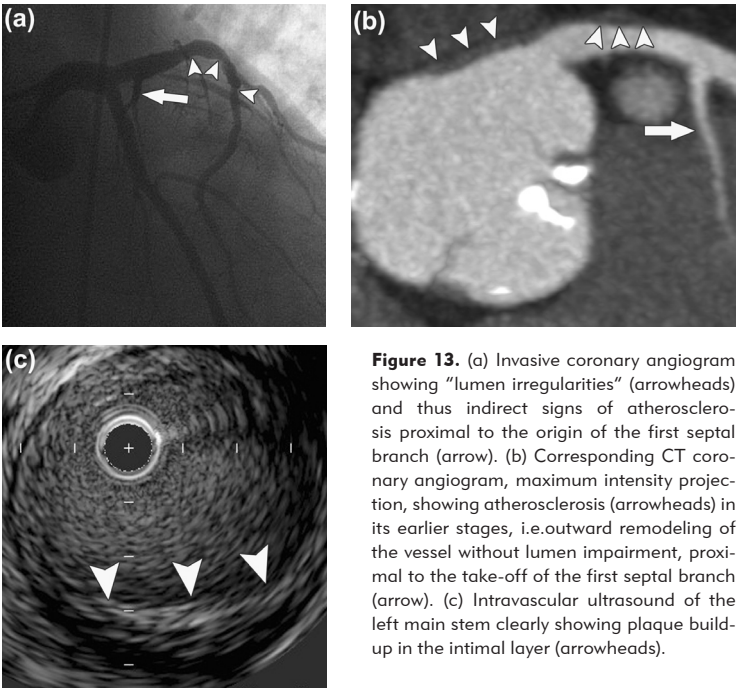 (a)
(b)
(c)
Figure 13. (a) Invasive coronary angiogram
showing "lumen irregularities" (arrowheads)
and thus indirect signs of atherosclero-
sis proximal to the origin of the first septal
branch (arrow). (b) Corresponding CT coro-
nary angiogram, maximum intensity projec-
tion, showing atherosclerosis (arrowheads) in
its earlier stages, i.e.outward remodeling of
the vessel without lumen impairment, proxi-
mal to the take-off of the first septal branch
(arrow). (c) Intravascular ultrasound of the
left main stem clearly showing plaque build-
up in the intimal layer (arrowheads).